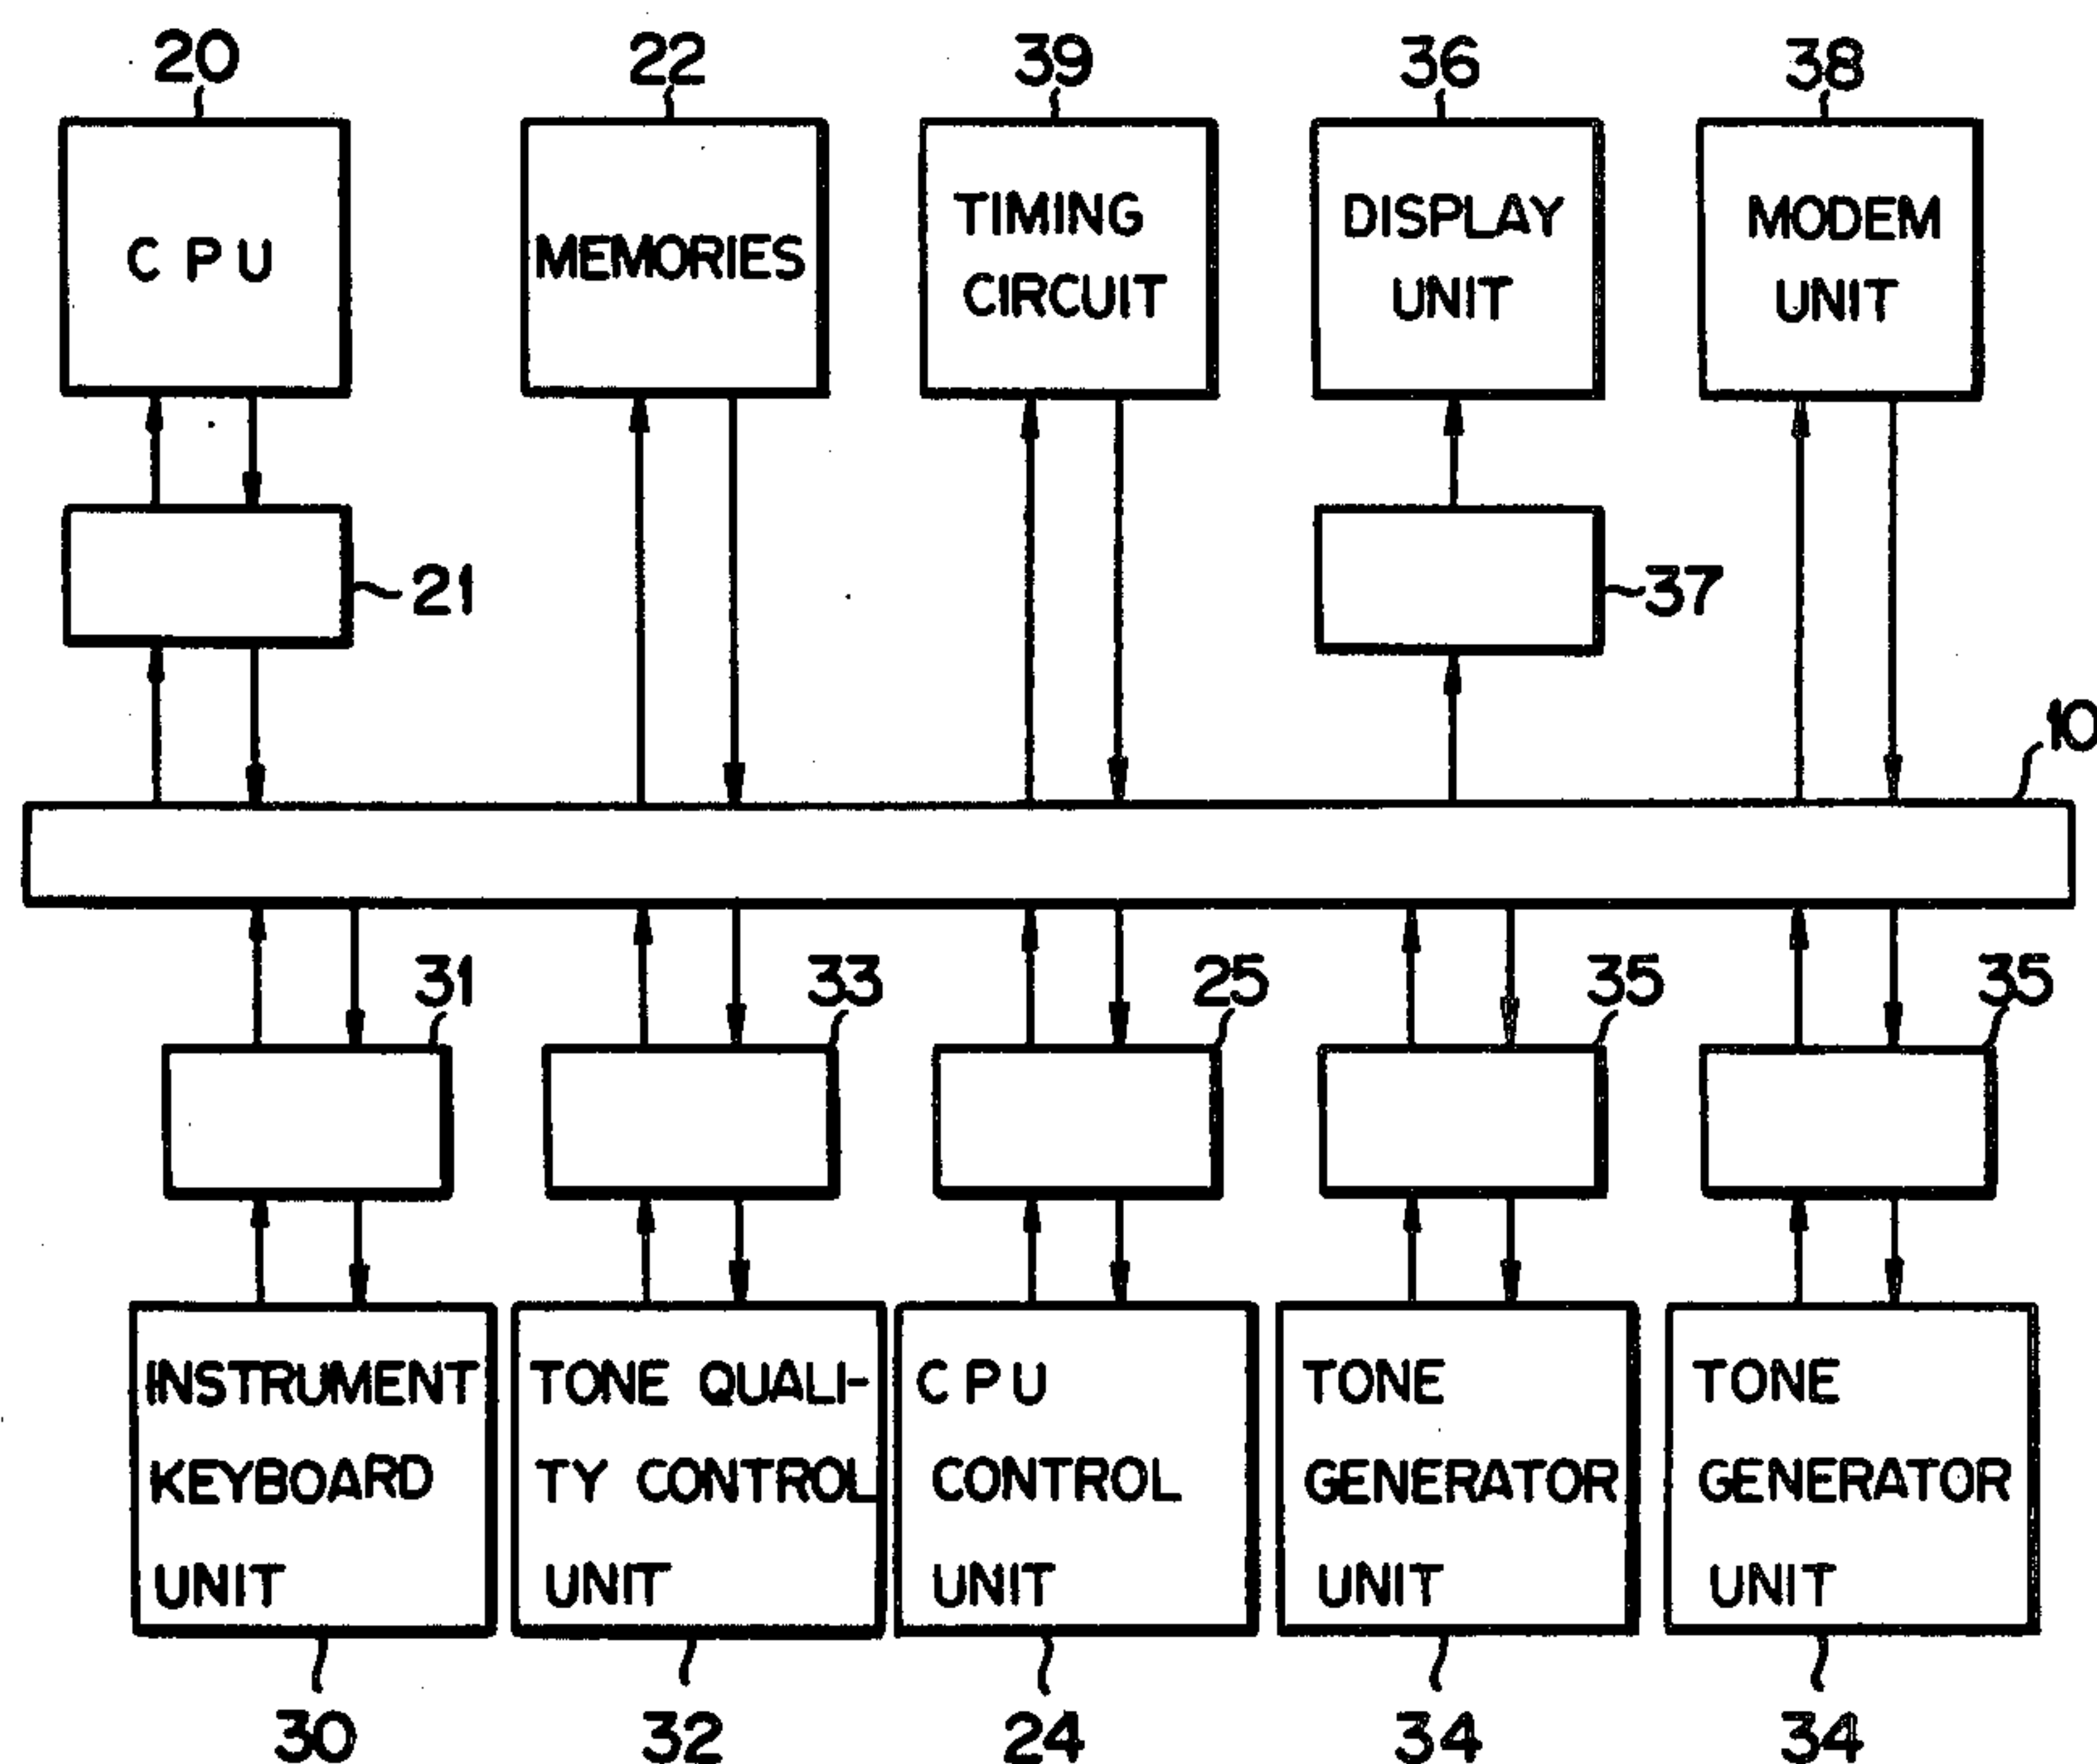 20
22
39
36
38
C P U
MEMORIES
TIMING
CIRCUIT
DISPLAY
UNIT
MODEM
UNIT
21
37
10
31
33
25
35
35
INSTRUMENT
KEYBOARD
UNIT
TONE QUALI-
TY CONTROL
UNIT
C P U
CONTROL
UNIT
TONE
GENERATOR
UNIT
TONE
GENERATOR
UNIT
30
32
24
34
34